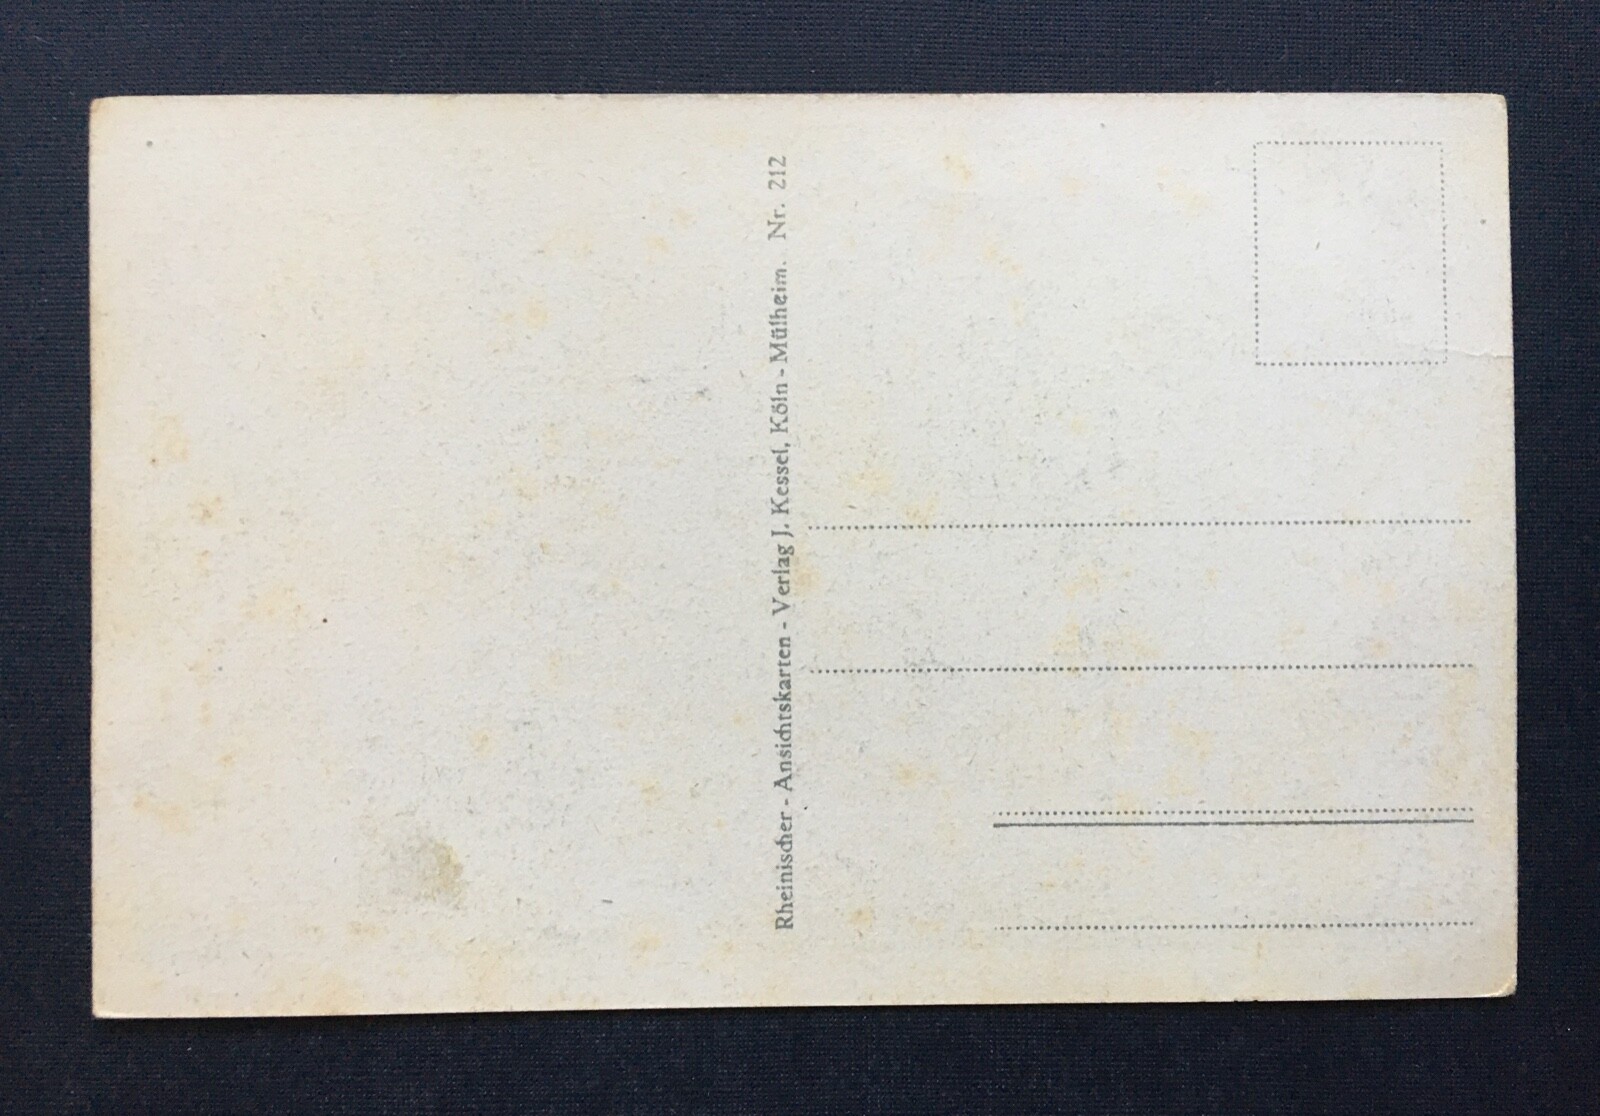 Rheinischer - Ansichtskarten - Verlag J. Kessel, Köln - Mülheim. Nr. 212